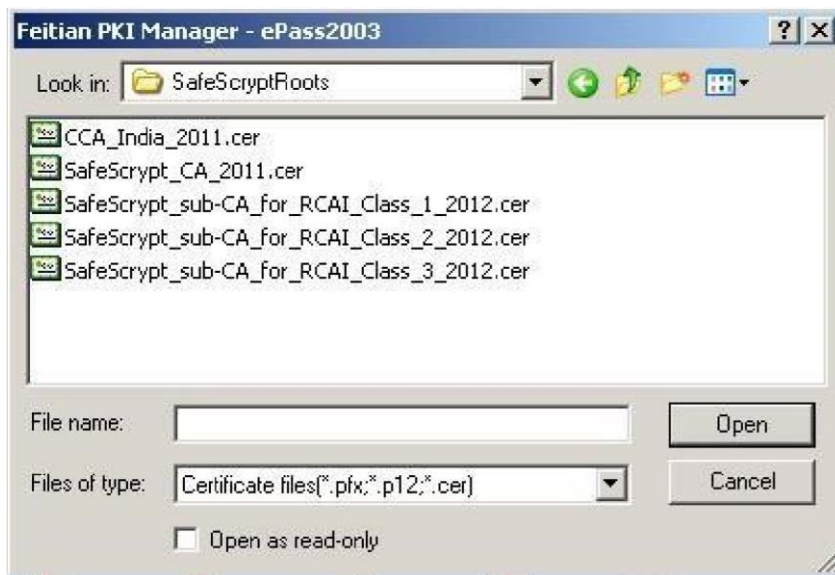 Feitian PKI Manager - ePass2003
Look in: SafeScryptRoots
CCA_India_2011.cer
SafeScrypt_CA_2011.cer
SafeScrypt_sub-CA_for_RCAI_Class_1_2012.cer
SafeScrypt_sub-CA_for_RCAI_Class_2_2012.cer
SafeScrypt_sub-CA_for_RCAI_Class_3_2012.cer
File name: Open
Files of type: Certificate files(*.pfx;*.p12;*.cer) Cancel
Open as read-only